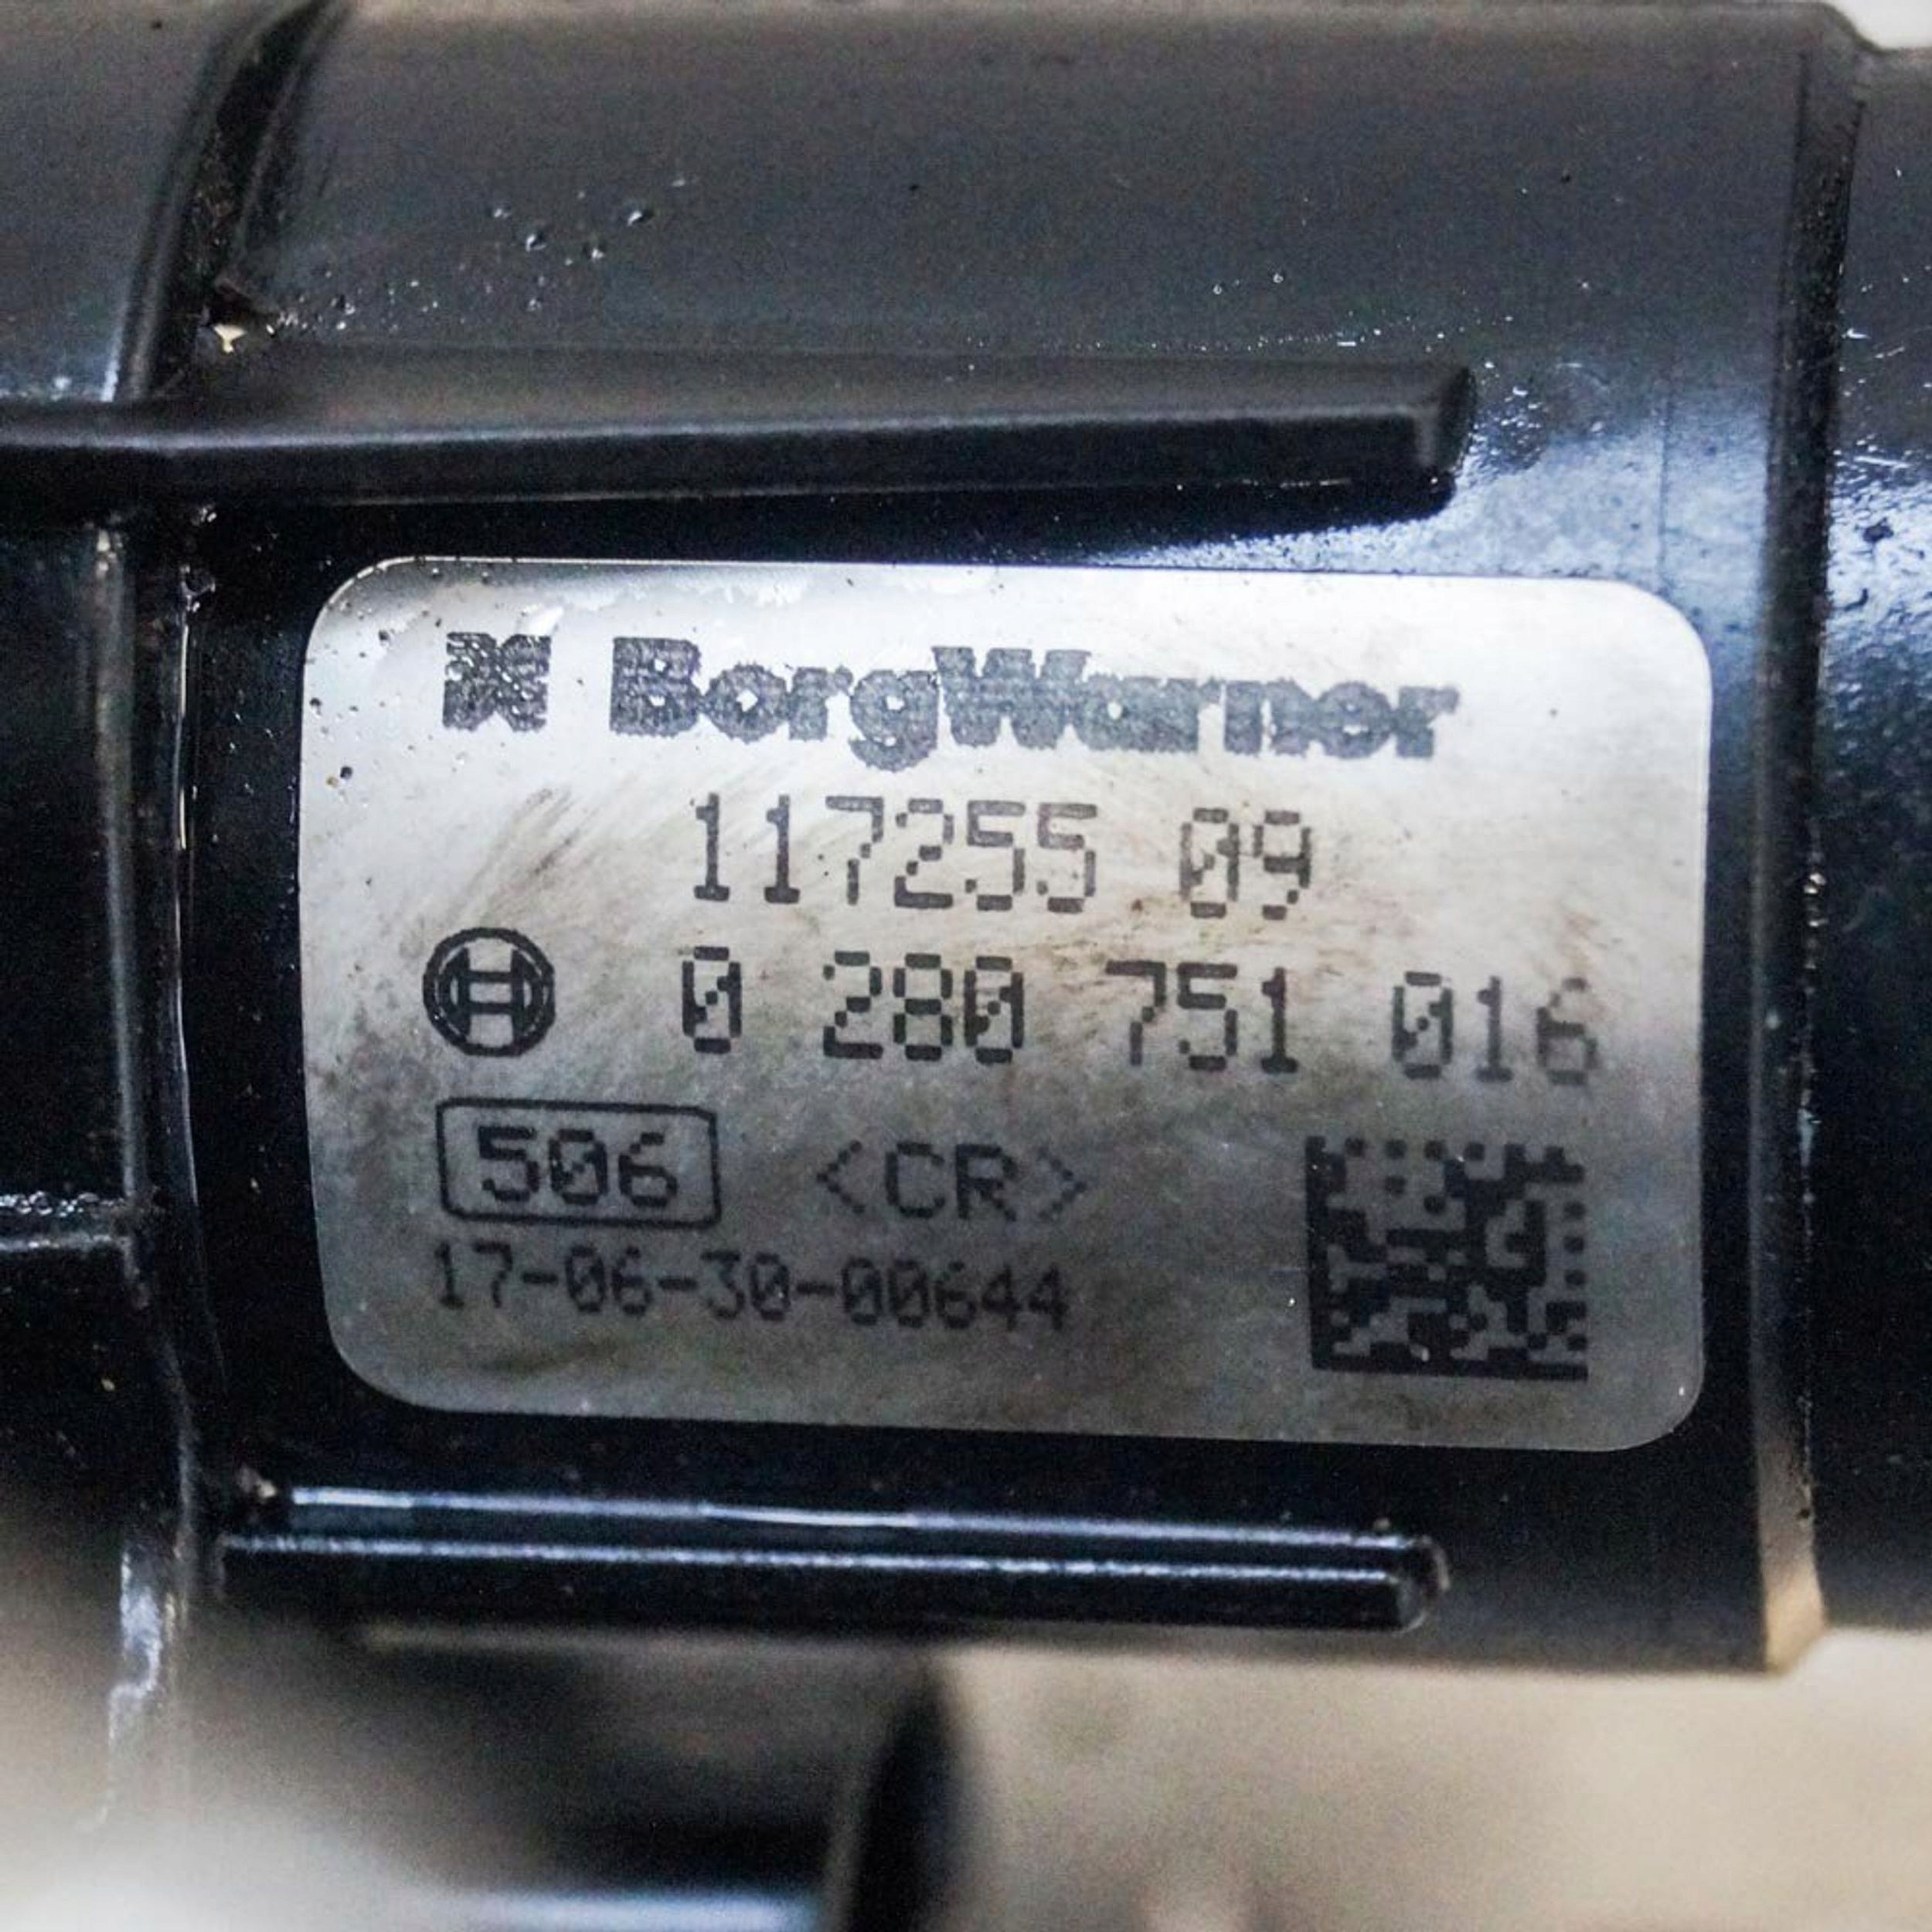 BorgWarner
117255 09
0 280 751 016
506 <CR>
17-06-30-00644